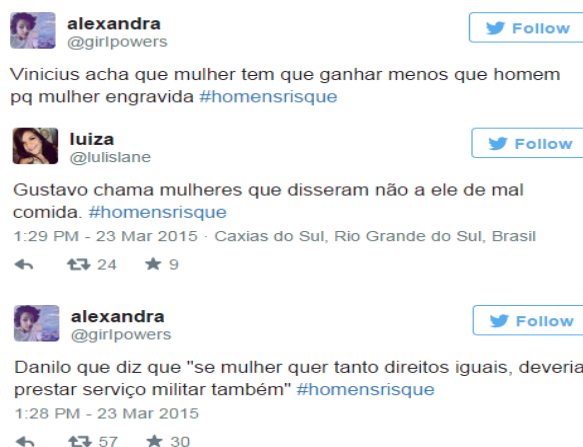 alexandra
@girlpowers
Follow
Vinicius acha que mulher tem que ganhar menos que homem
pq mulher engravida #homensrisque
luiza
@lulislane
Follow
Gustavo chama mulheres que disseram não a ele de mal
comida. #homensrisque
1:29 PM - 23 Mar 2015 · Caxias do Sul, Rio Grande do Sul, Brasil
24 9
alexandra
@girlpowers
Follow
Danilo que diz que "se mulher quer tanto direitos iguais, deveria
prestar serviço militar também" #homensrisque
1:28 PM - 23 Mar 2015
57 30